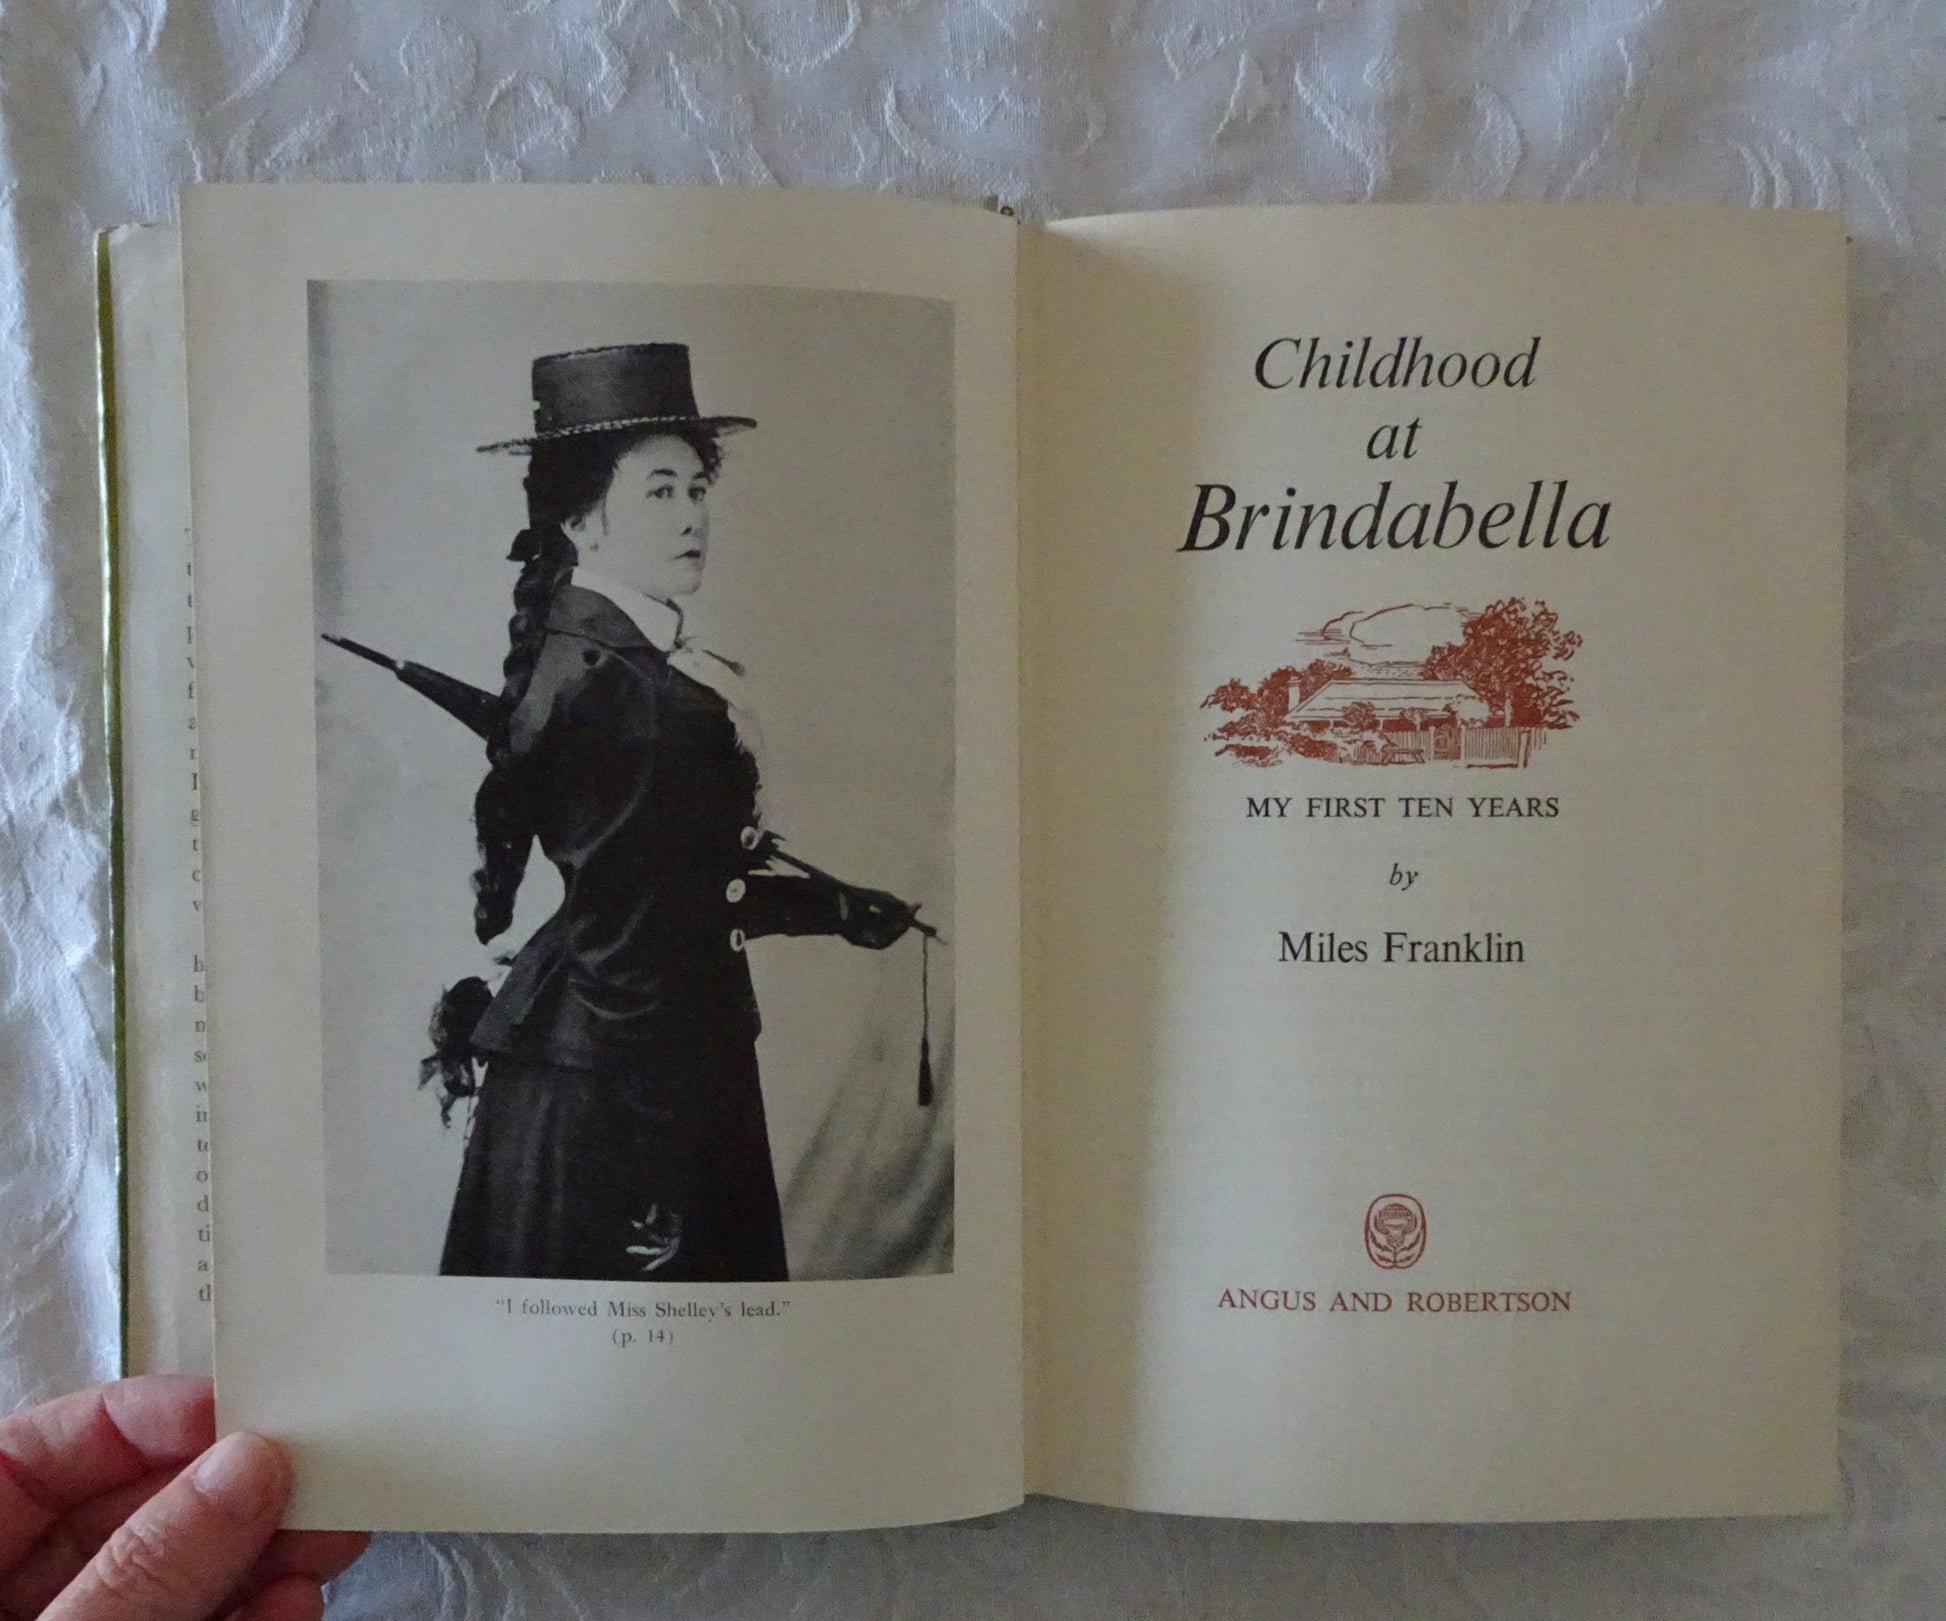 "I followed Miss Shelley's lead."
(p. 14)
Childhood
at
Brindabella
MY FIRST TEN YEARS
by
Miles Franklin
ANGUS AND ROBERTSON